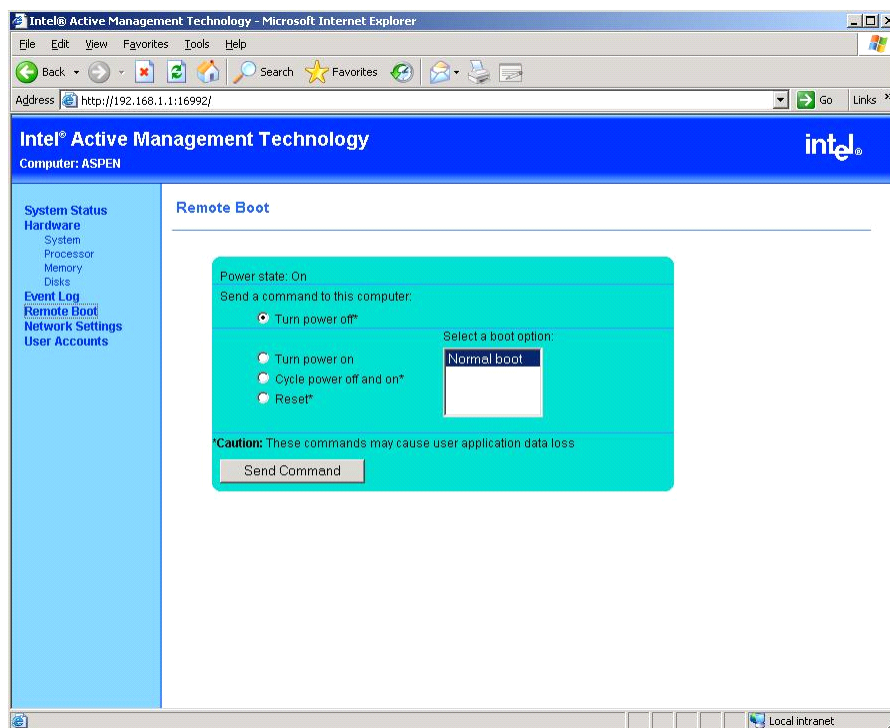 Intel® Active Management Technology - Microsoft Internet Explorer
File Edit View Favorites Tools Help
Back Search Favorites
Address http://192.168.1.1:16992/ Go Links »
Intel® Active Management Technology
Computer: ASPEN
intel®
System Status
Hardware
System
Processor
Memory
Disks
Event Log
Remote Boot
Network Settings
User Accounts
Remote Boot
Power state: On
Send a command to this computer:
Turn power off*
Select a boot option:
Turn power on
Normal boot
Cycle power off and on*
Reset*
*Caution: These commands may cause user application data loss
Send Command
Local intranet